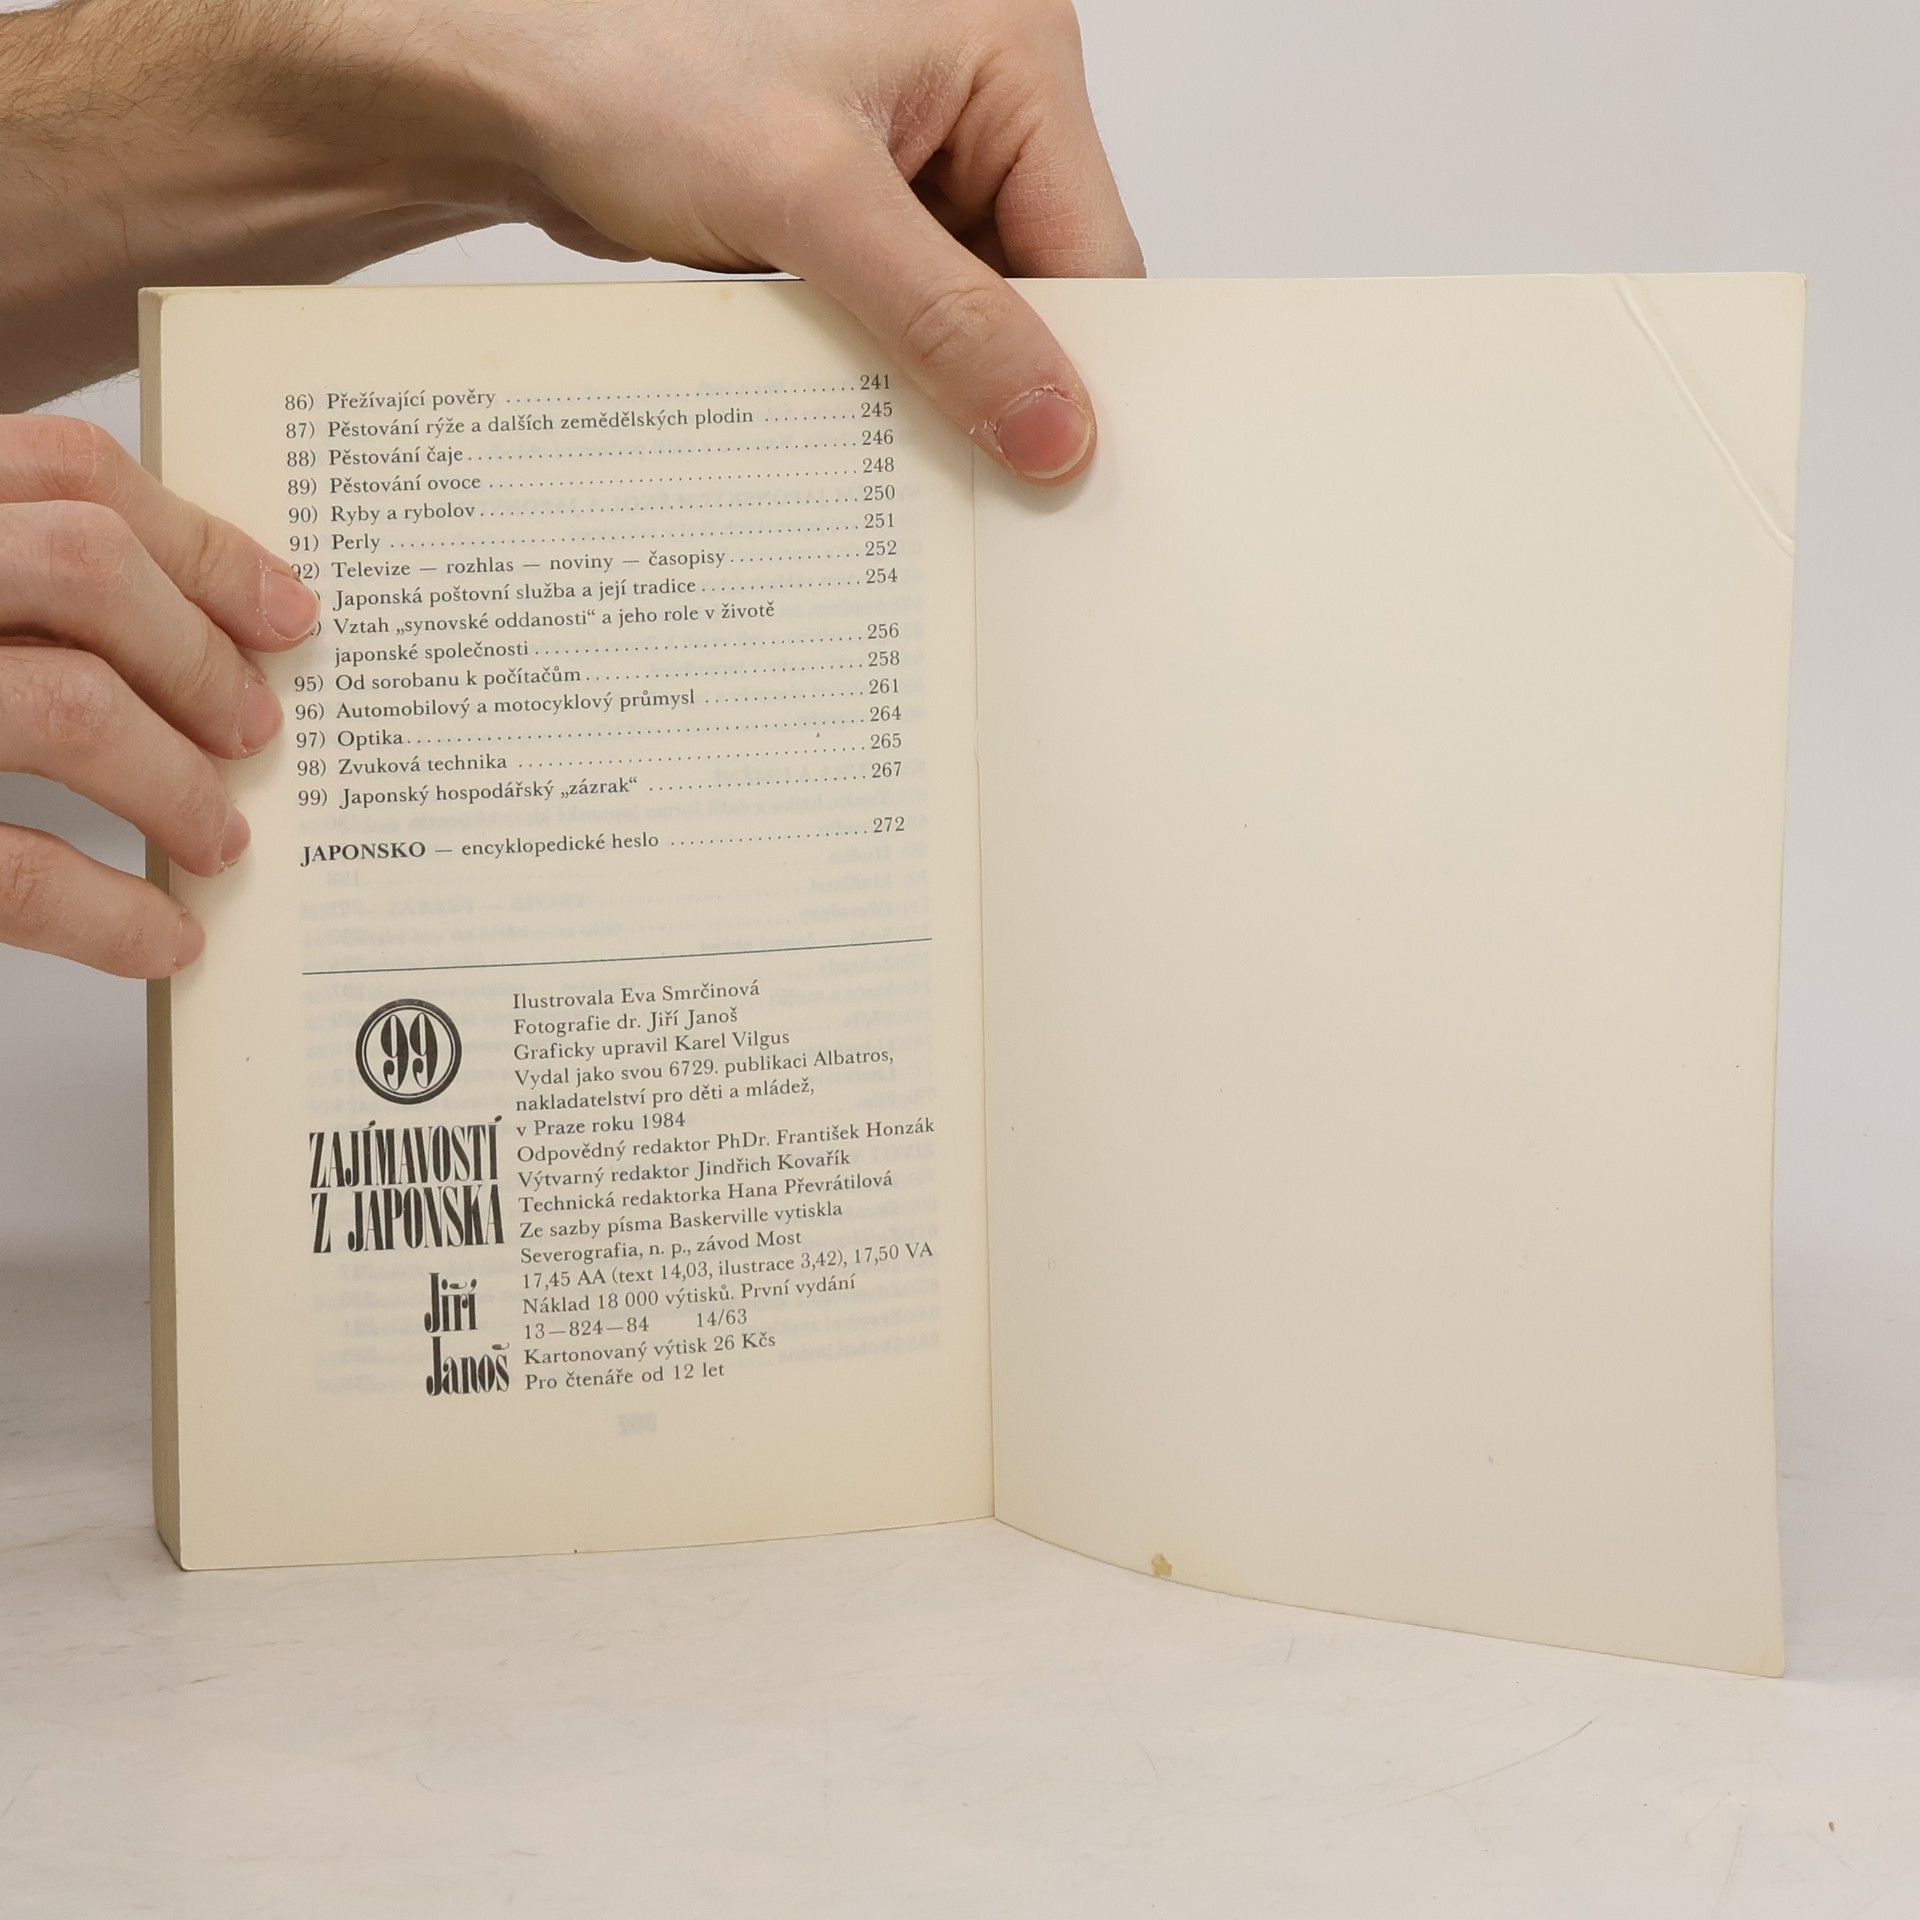 86) Přežívající pověry ........................................ 241
87) Pěstování rýže a dalších zemědělských plodin .......... 245
88) Pěstování čaje ........................................ 246
89) Pěstování ovoce ....................................... 248
90) Ryby a rybolov ........................................ 250
91) Perly ................................................. 251
92) Televize — rozhlas — noviny — časopisy ................ 252
) Japonská poštovní služba a její tradice ............... 254
) Vztah „synovské oddanosti“ a jeho role v životě
japonské společnosti .................................. 256
95) Od sorobanu k počítačům ............................... 258
96) Automobilový a motocyklový průmysl .................... 261
97) Optika ................................................ 264
98) Zvuková technika ...................................... 265
99) Japonský hospodářský „zázrak“ ......................... 267
JAPONSKO — encyklopedické heslo ........................... 272
99
ZAJÍMAVOSTÍ
Z JAPONSKA
Jiří
Janoš
Ilustrovala Eva Smrčinová
Fotografie dr. Jiří Janoš
Graficky upravil Karel Vilgus
Vydal jako svou 6729. publikaci Albatros,
nakladatelství pro děti a mládež,
v Praze roku 1984
Odpovědný redaktor PhDr. František Honzák
Výtvarný redaktor Jindřich Kovařík
Technická redaktorka Hana Převrátilová
Ze sazby písma Baskerville vytiskla
Severografia, n. p., závod Most
17,45 AA (text 14,03, ilustrace 3,42), 17,50 VA
Náklad 18 000 výtisků. První vydání
13—824—84 14/63
Kartonovaný výtisk 26 Kčs
Pro čtenáře od 12 let